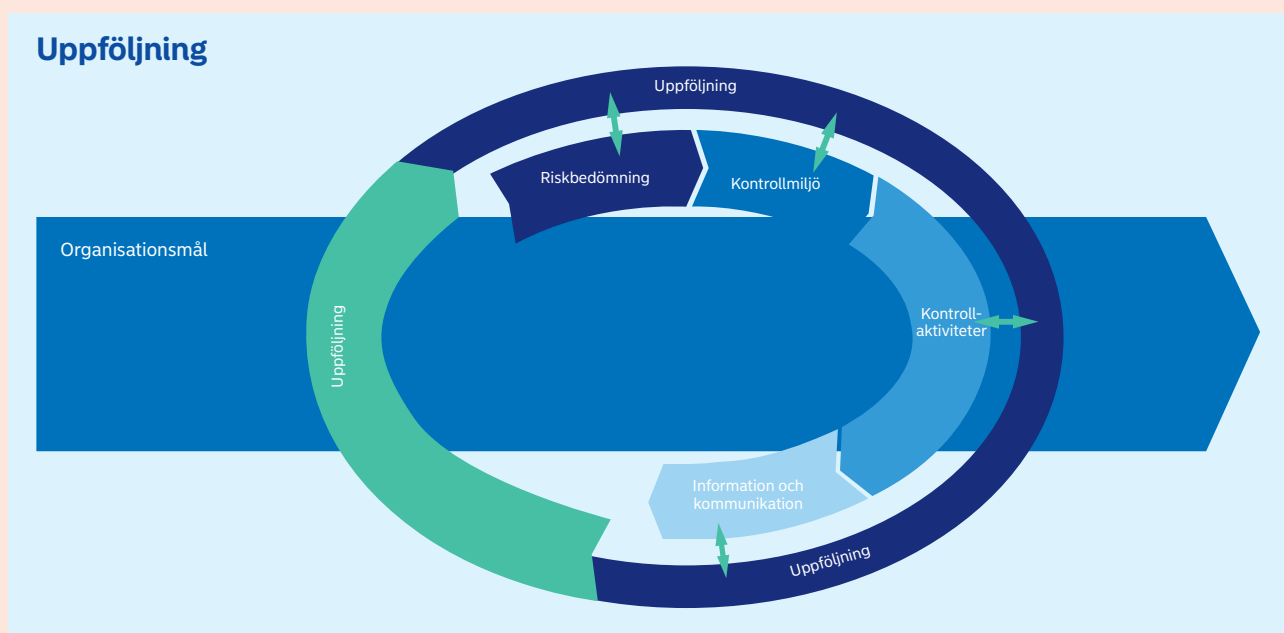 Uppföljning
Uppföljning
Riskbedömning
Kontrollmiljö
Organisationsmål
Uppföljning
Kontroll-
aktiviteter
Information och
kommunikation
Uppföljning